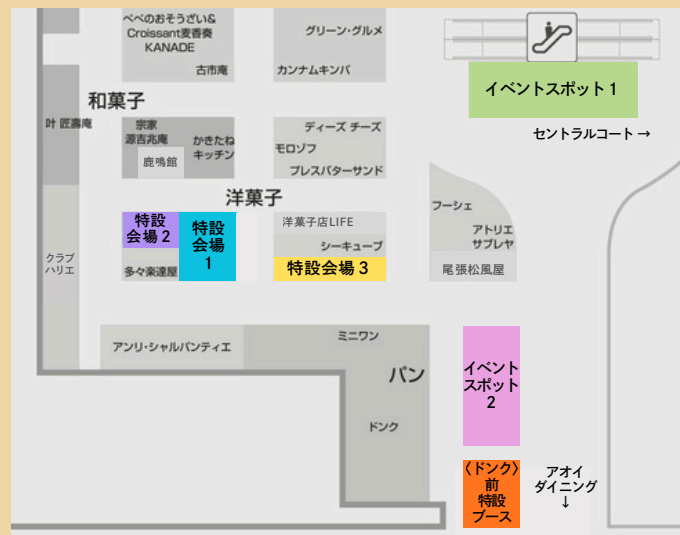 べべのおそうざい&
Croissant麦香奏
KANADE
古市庵
グリーン・グルメ
カンナムキンパ
イベントスポット 1
セントラルコート →
和菓子
叶 匠壽庵
宗家
源吉兆庵
鹿鳴館
かきたね
キッチン
ディーズ チーズ
モロゾフ
プレスバターサンド
洋菓子
特設
会場 2
特設
会場
1
多々楽達屋
クラブ
ハリエ
洋菓子店LIFE
シーキューブ
特設会場 3
フーシェ
アトリエ
サブレヤ
尾張松風屋
アンリ・シャルパンティエ
ミニワン
パン
ドンク
イベント
スポット
2
〈ドンク〉
前
特設
ブース
アオイ
ダイニング
↓